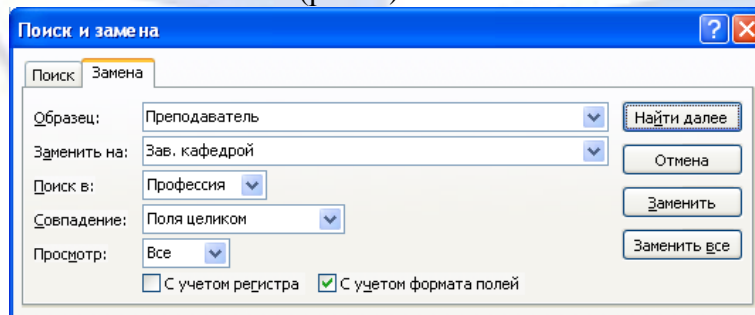 Поиск и замена
Поиск Замена
Образец: Преподаватель Найти далее
Заменить на: Зав. кафедрой Отмена
Поиск в: Профессия Заменить
Совпадение: Поля целиком
Просмотр: Все Заменить все
С учетом регистра С учетом формата полей